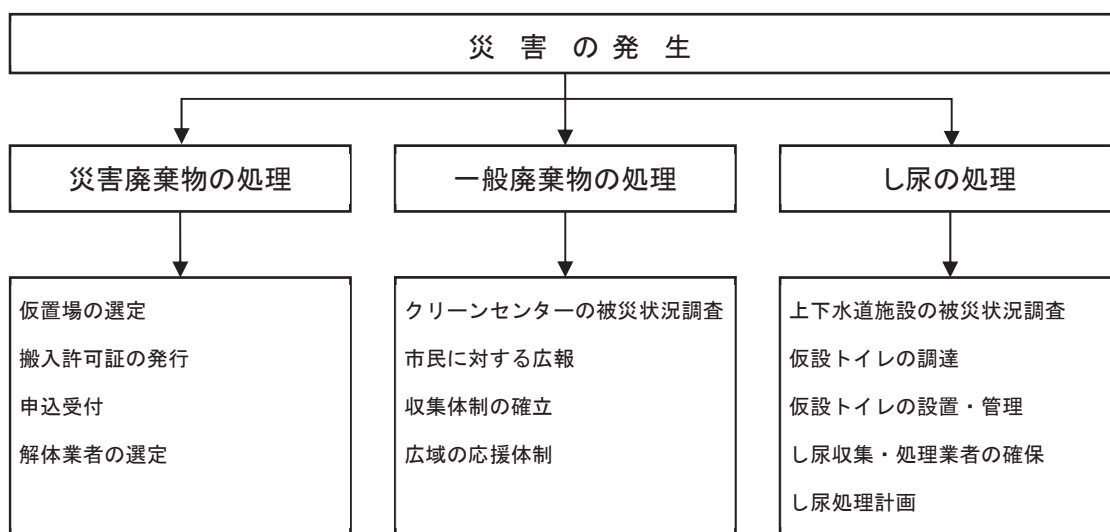 災害の発生
災害廃棄物の処理
仮置場の選定
搬入許可証の発行
申込受付
解体業者の選定
一般廃棄物の処理
クリーンセンターの被災状況調査
市民に対する広報
収集体制の確立
広域の応援体制
し尿の処理
上下水道施設の被災状況調査
仮設トイレの調達
仮設トイレの設置・管理
し尿収集・処理業者の確保
し尿処理計画